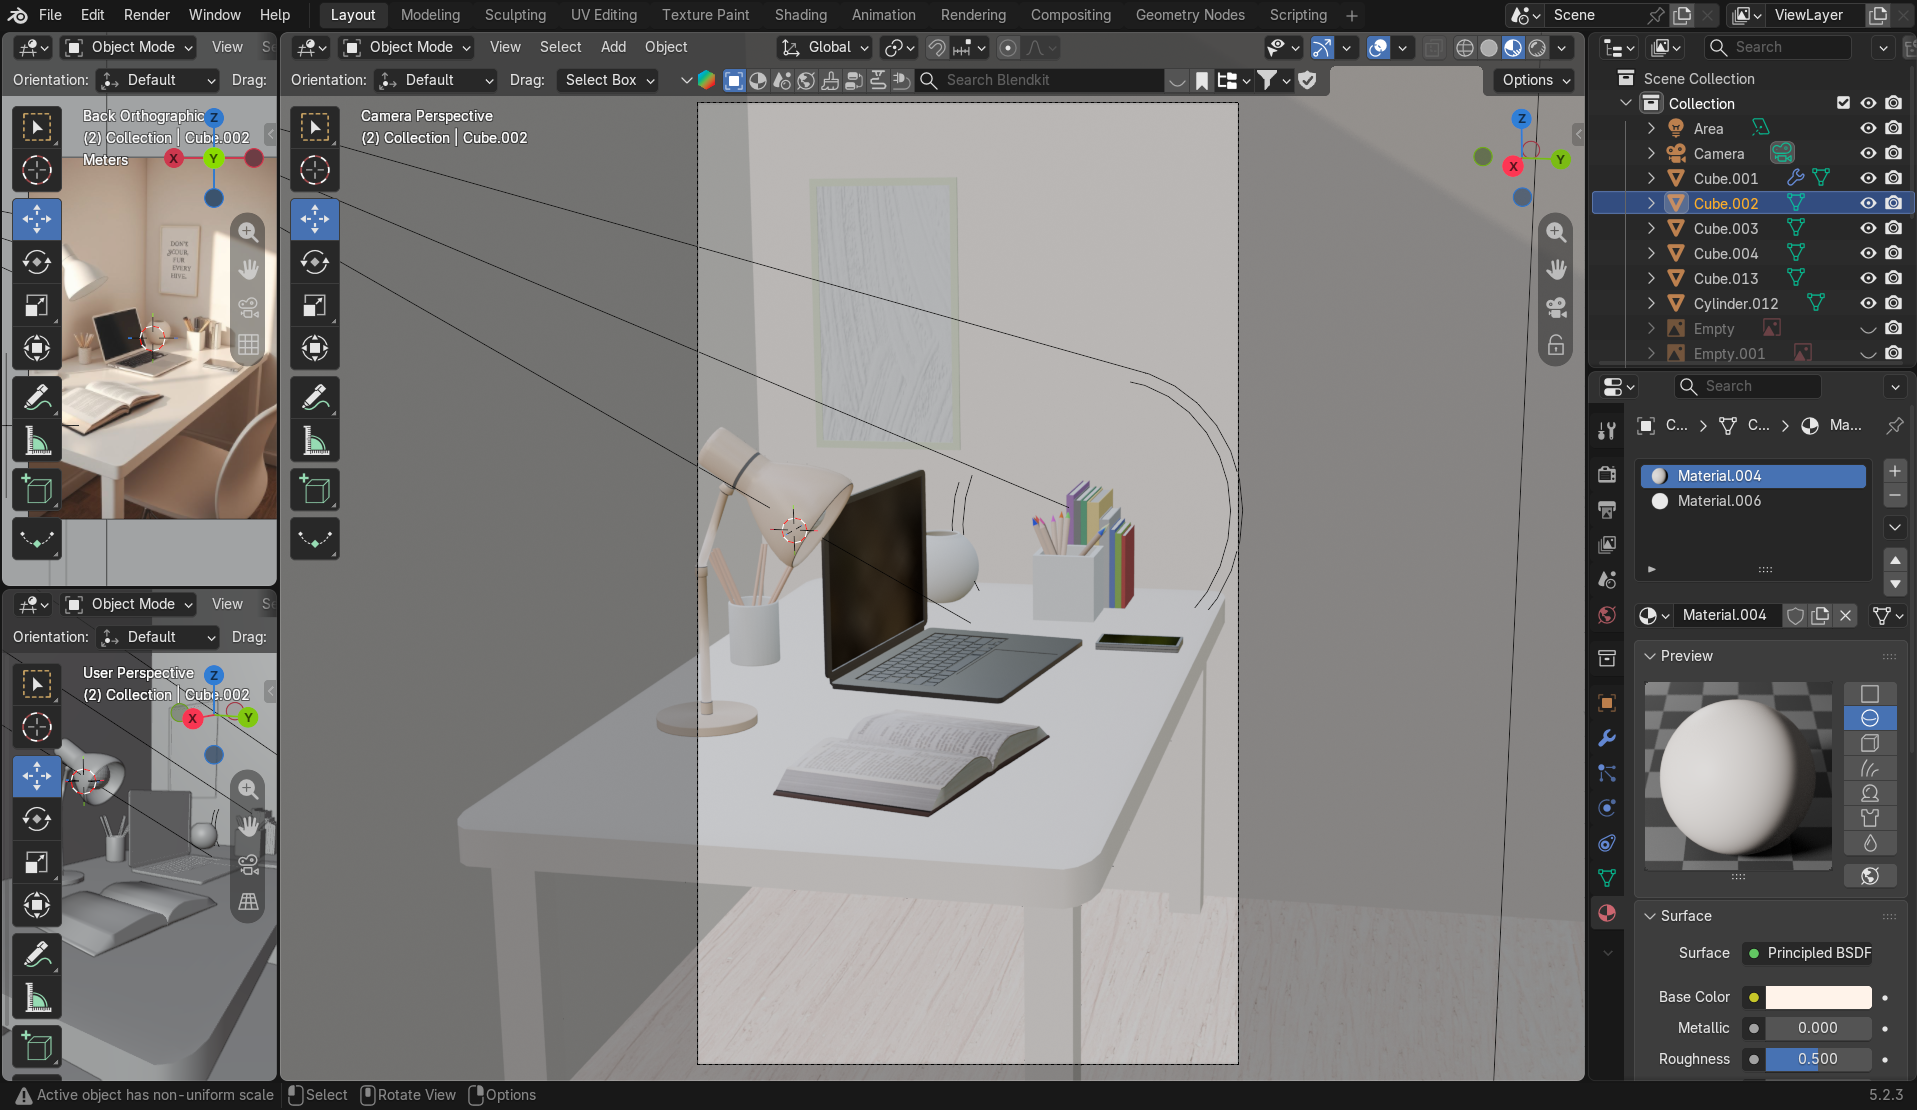 File Edit Render Window Help Layout Modeling Sculpting UV Editing Texture Paint Shading Animation Rendering Compositing Geometry Nodes Scripting + Scene ViewLayer
Object Mode View
Orientation: Default Drag:
Back Orthographic
(2) Collection | Cube.002
Meters
X Y Z
DON'T
FUR
EVERY
Object Mode View
Orientation: Default Drag:
User Perspective
(2) Collection | Cube.002
X Y Z
Object Mode View Select Add Object Global
Orientation: Default Drag: Select Box Search Blendkit Options
Camera Perspective
(2) Collection | Cube.002
Z
X Y
Search
Scene Collection
Collection
Area
Camera
Cube.001
Cube.002
Cube.003
Cube.004
Cube.013
Cylinder.012
Empty
Empty.001
Search
C... > C... > Ma...
Material.004
Material.006
Material.004
Preview
Surface
Surface Principled BSDF
Base Color
Metallic 0.000
Roughness 0.500
Active object has non-uniform scale Select Rotate View Options 5.2.3